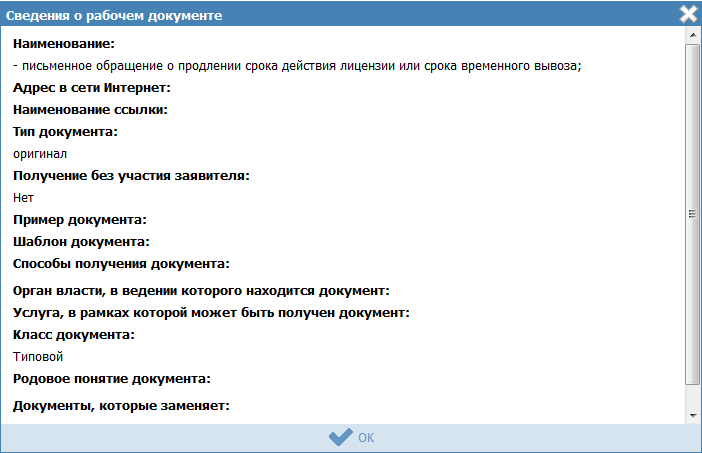 Сведения о рабочем документе
Наименование:
- письменное обращение о продлении срока действия лицензии или срока временного вывоза;
Адрес в сети Интернет:
Наименование ссылки:
Тип документа:
оригинал
Получение без участия заявителя:
Нет
Пример документа:
Шаблон документа:
Способы получения документа:
Орган власти, в ведении которого находится документ:
Услуга, в рамках которой может быть получен документ:
Класс документа:
Типовой
Родовое понятие документа:
Документы, которые заменяет:
ОК